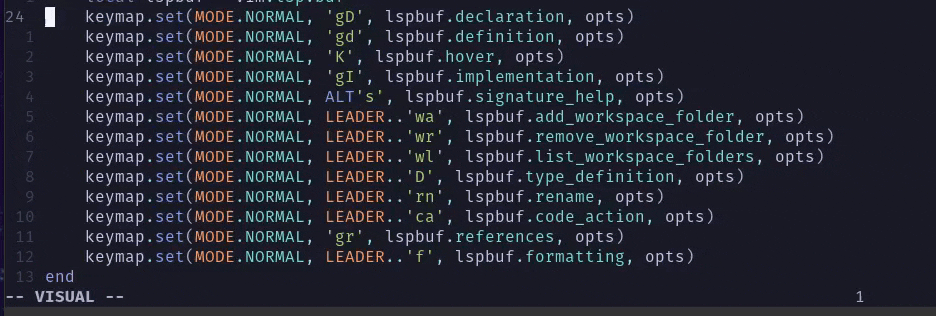 24 keymap.set(MODE.NORMAL, 'gD', lspbuf.declaration, opts)
1 keymap.set(MODE.NORMAL, 'gd', lspbuf.definition, opts)
2 keymap.set(MODE.NORMAL, 'K', lspbuf.hover, opts)
3 keymap.set(MODE.NORMAL, 'gI', lspbuf.implementation, opts)
4 keymap.set(MODE.NORMAL, ALT's', lspbuf.signature_help, opts)
5 keymap.set(MODE.NORMAL, LEADER..'wa', lspbuf.add_workspace_folder, opts)
6 keymap.set(MODE.NORMAL, LEADER..'wr', lspbuf.remove_workspace_folder, opts)
7 keymap.set(MODE.NORMAL, LEADER..'wl', lspbuf.list_workspace_folders, opts)
8 keymap.set(MODE.NORMAL, LEADER..'D', lspbuf.type_definition, opts)
9 keymap.set(MODE.NORMAL, LEADER..'rn', lspbuf.rename, opts)
10 keymap.set(MODE.NORMAL, LEADER..'ca', lspbuf.code_action, opts)
11 keymap.set(MODE.NORMAL, 'gr', lspbuf.references, opts)
12 keymap.set(MODE.NORMAL, LEADER..'f', lspbuf.formatting, opts)
13 end
-- VISUAL -- 1